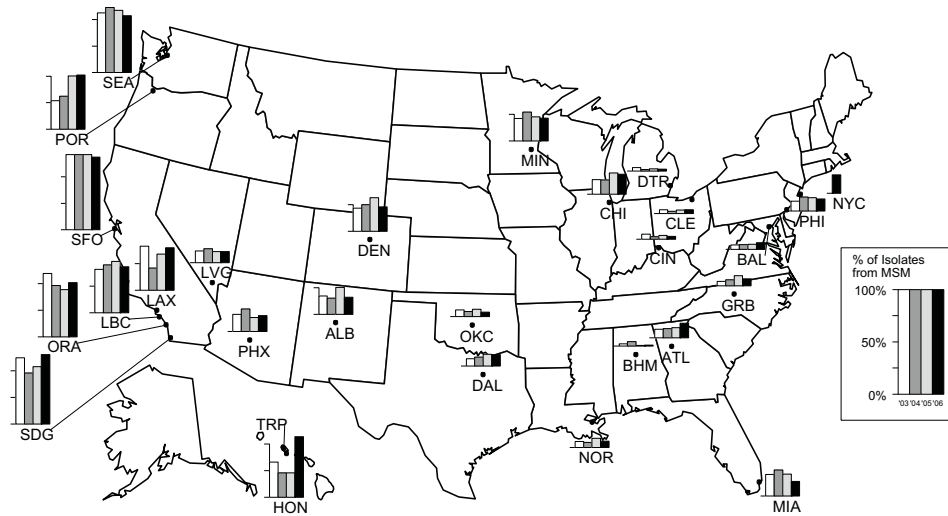 SEA
POR
SFO
ORA
LBC
LAX
SDG
LVG
PHX
DEN
ALB
TRP
HON
MIN
OKC
DAL
NOR
CHI
DTR
CLE
CIN
BHM
ATL
GRB
BAL
PHI
NYC
MIA
% of Isolates
from MSM
100%
50%
0%
'03 '04 '05 '06